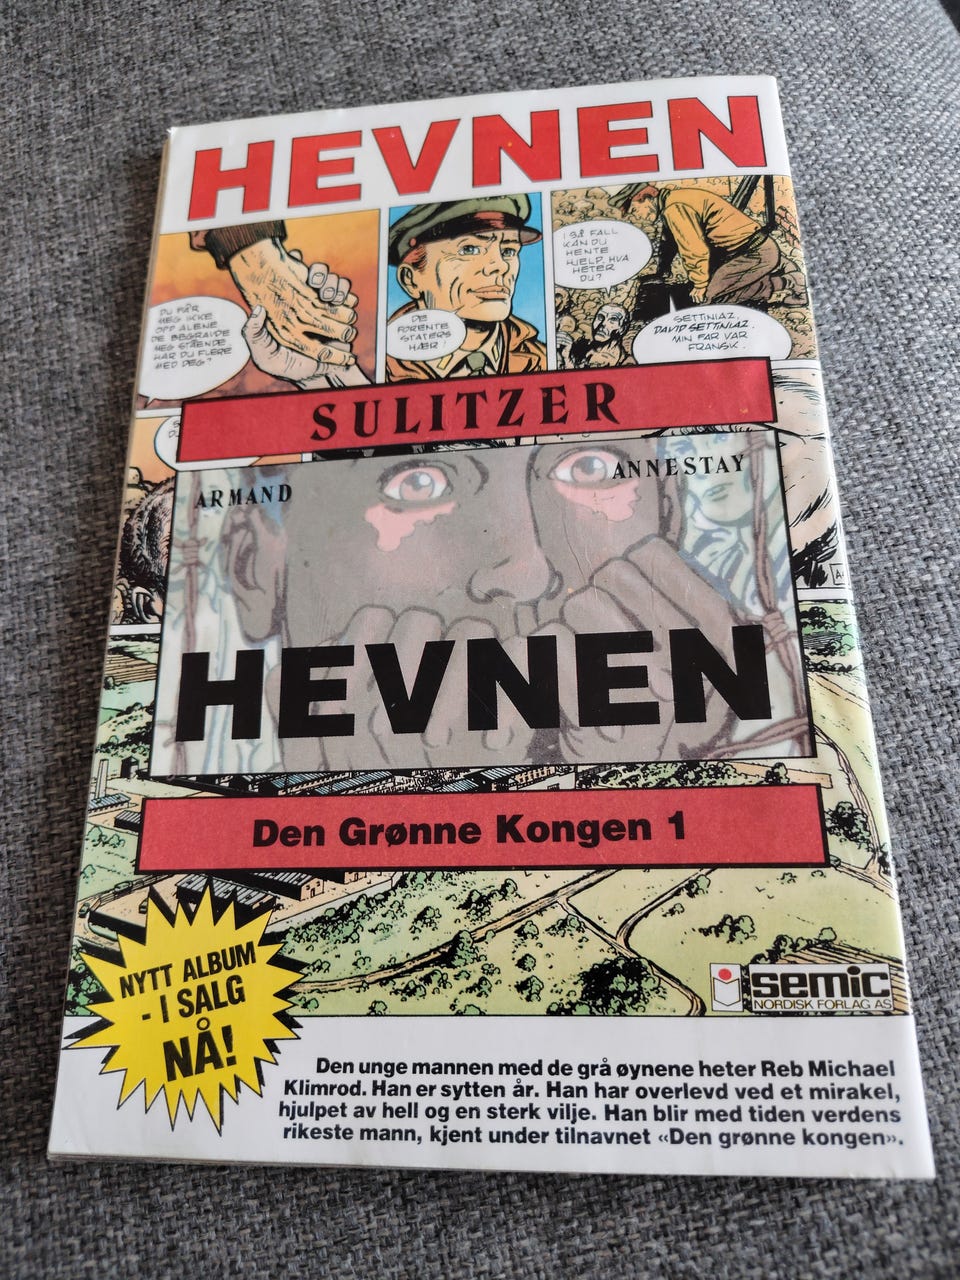 HEVNEN
DU FÅR
MEG IKKE
OPP ALENE
DE BEGRAVDE
MEG STÅENDE
HAR DU FLERE
MED DEG?
DE
FORENTE
STATERS
HÆR!
I SÅ FALL
KAN DU
HENTE
HJELP. HVA
HETER
DU?
SETTINIAZ.
DAVID SETTINIAZ.
MIN FAR VAR
FRANSK.
SULITZER
ARMAND
ANNESTAY
HEVNEN
Den Grønne Kongen 1
NYTT ALBUM
- I SALG
NÅ!
semic
NORDISK FORLAG AS
Den unge mannen med de grå øynene heter Reb Michael
Klimrod. Han er sytten år. Han har overlevd ved et mirakel,
hjulpet av hell og en sterk vilje. Han blir med tiden verdens
rikeste mann, kjent under tilnavnet «Den grønne kongen».